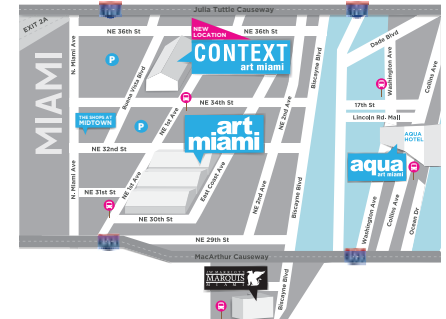 Julia Tuttle Causeway
EXIT 2A
NE 36th St
NEW
LOCATION
NE 36th St
CONTEXT
art miami
Dade Blvd
N. Miami Ave
MIAMI
P
Buena Vista Blvd
Biscayne Blvd
Washington Ave
Collins Ave
NE 34th St
17th St
Lincoln Rd. Mall
THE SHOPS AT
MIDTOWN
P
NE 1st Ave
NE 2nd Ave
art
miami
AQUA
HOTEL
NE 32nd St
aqua
art miami
N. Miami Ave
NE 1st Ave
East Coast Ave
NE 31st St
NE 2nd Ave
Biscayne Blvd
Washington Ave
Collins Ave
Ocean Dr
NE 30th St
NE 29th St
MacArthur Causeway
JW MARRIOTT
MARQUIS
MIAMI
Biscayne Blvd